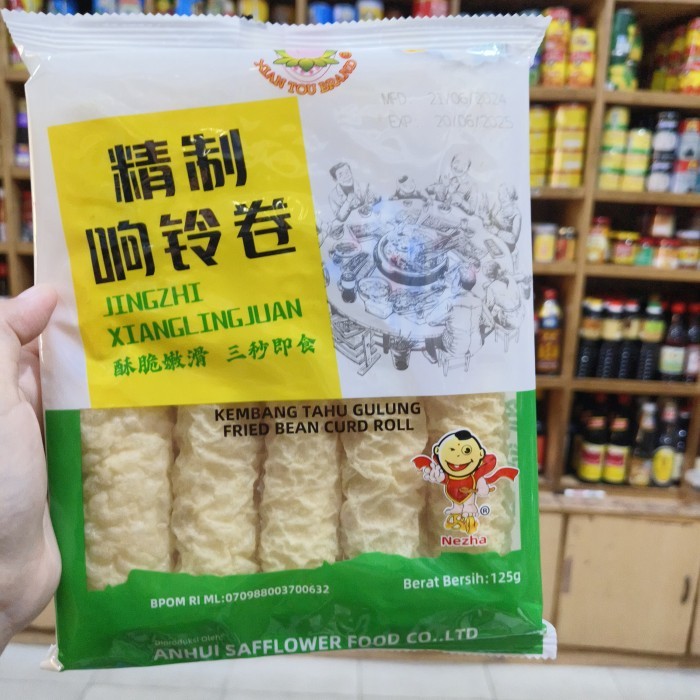 XIAN TOU BRAND ®
MFD 21/06/2024
EXP 20/06/2025
精制
响铃卷
JINGZHI
XIANGLINGJUAN
酥脆嫩滑 三秒即食
KEMBANG TAHU GULUNG
FRIED BEAN CURD ROLL
®
Nezha
BPOM RI ML:070988003700632
Berat Bersih:125g
Diproduksi Oleh:
ANHUI SAFFLOWER FOOD CO.,LTD